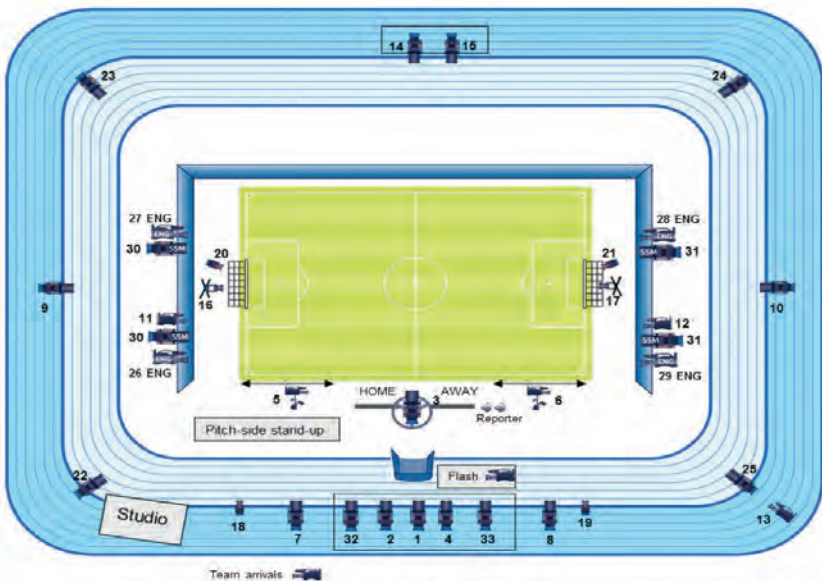 14 15
23
24
27 ENG
ENG
28 ENG
ENG
30 SSM
20
21
SSM 31
9
16
17
10
11
12
30 SSM
SSM 31
26 ENG
ENG
ENG
29 ENG
5
HOME AWAY
3
6
Reporter
Pitch-side stand-up
22
Flash
25
Studio
18
7
32
2
1
4
33
8
19
13
Team arrivals